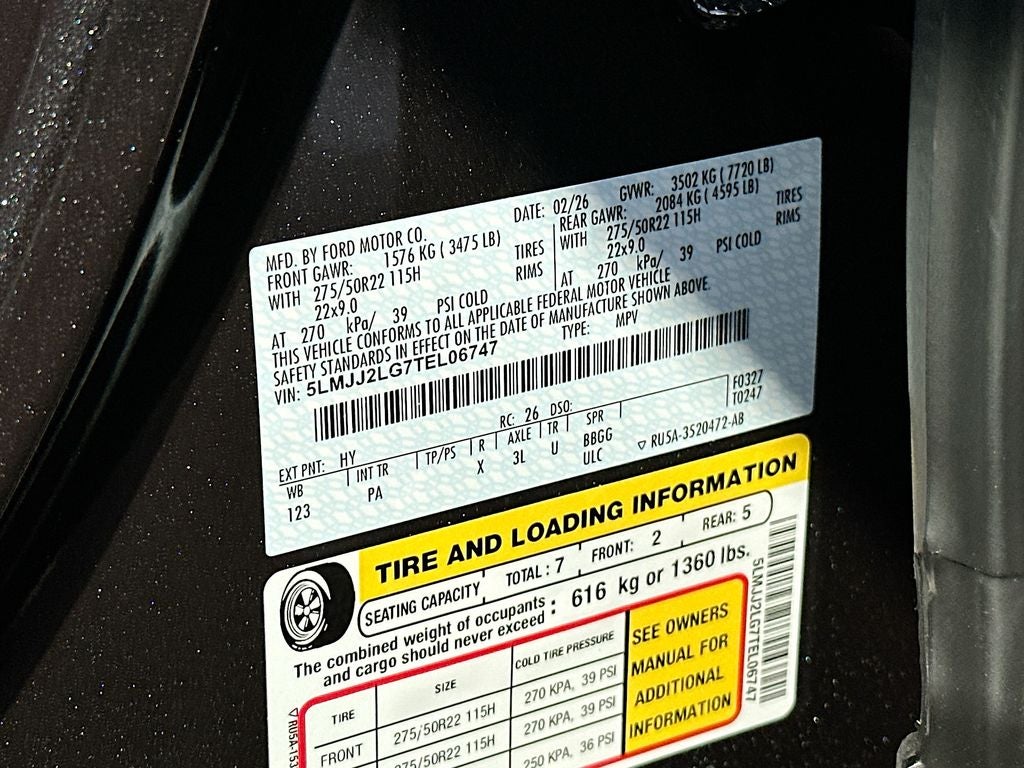 MFD. BY FORD MOTOR CO. DATE: 02/26 GVWR: 3502 KG ( 7720 LB)
FRONT GAWR: 1576 KG ( 3475 LB) REAR GAWR: 2084 KG ( 4595 LB)
WITH 275/50R22 115H TIRES WITH 275/50R22 115H TIRES
22x9.0 RIMS 22x9.0 RIMS
AT 270 kPa/ 39 PSI COLD AT 270 kPa/ 39 PSI COLD
THIS VEHICLE CONFORMS TO ALL APPLICABLE FEDERAL MOTOR VEHICLE
SAFETY STANDARDS IN EFFECT ON THE DATE OF MANUFACTURE SHOWN ABOVE.
VIN: 5LMJJ2LG7TEL06747 TYPE: MPV
F0327
T0247
EXT PNT: HY RC: 26 DSO:
WB INT TR TP/PS R AXLE TR SPR
123 PA X 3L U BBGG
ULC
▽ RU5A-3520472-AB
TIRE AND LOADING INFORMATION
SEATING CAPACITY TOTAL: 7 FRONT: 2 REAR: 5
The combined weight of occupants
and cargo should never exceed : 616 kg or 1360 lbs.
TIRE SIZE COLD TIRE PRESSURE
FRONT 275/50R22 115H 270 KPA, 39 PSI
275/50R22 115H 270 KPA, 39 PSI
250 KPA, 36 PSI
SEE OWNERS
MANUAL FOR
ADDITIONAL
INFORMATION
5LMJJ2LG7TEL06747